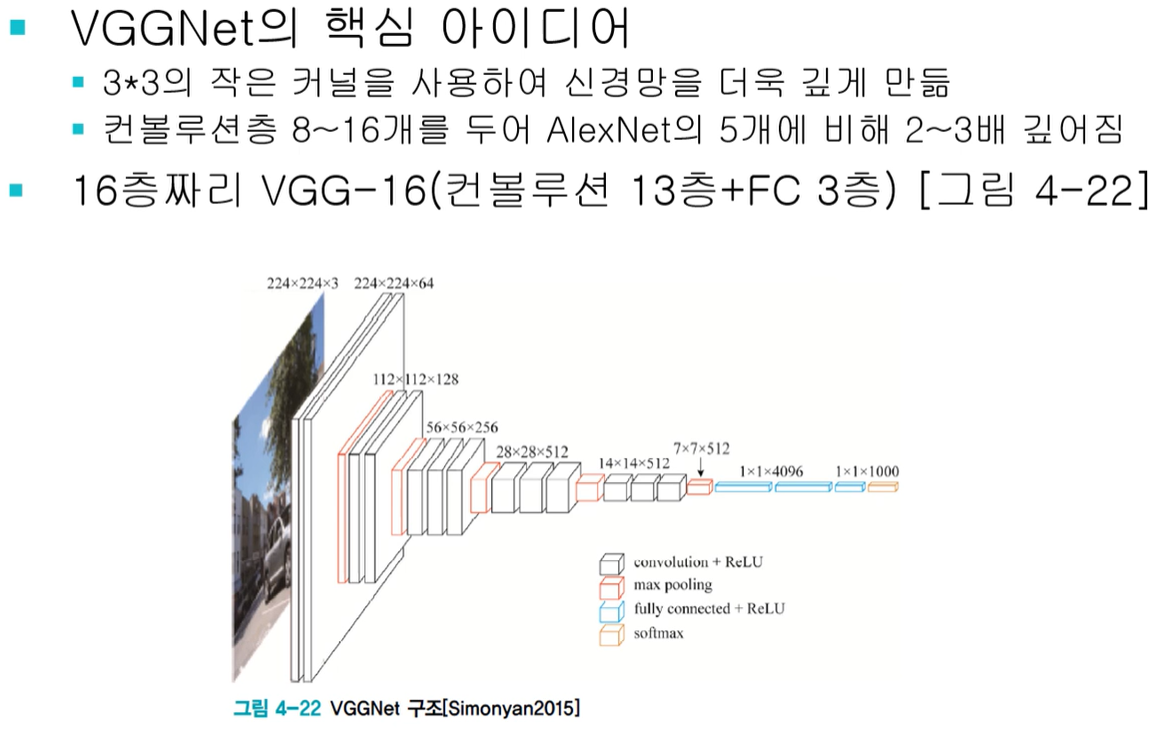 VGGNet의 핵심 아이디어
3*3의 작은 커널을 사용하여 신경망을 더욱 깊게 만듦
컨볼루션층 8~16개를 두어 AlexNet의 5개에 비해 2~3배 깊어짐
16층짜리 VGG-16(컨볼루션 13층+FC 3층) [그림 4-22]
224×224×3 224×224×64
112×112×128
56×56×256
28×28×512
14×14×512
7×7×512
1×1×4096
1×1×1000
convolution + ReLU
max pooling
fully connected + ReLU
softmax
그림 4-22 VGGNet 구조[Simonyan2015]